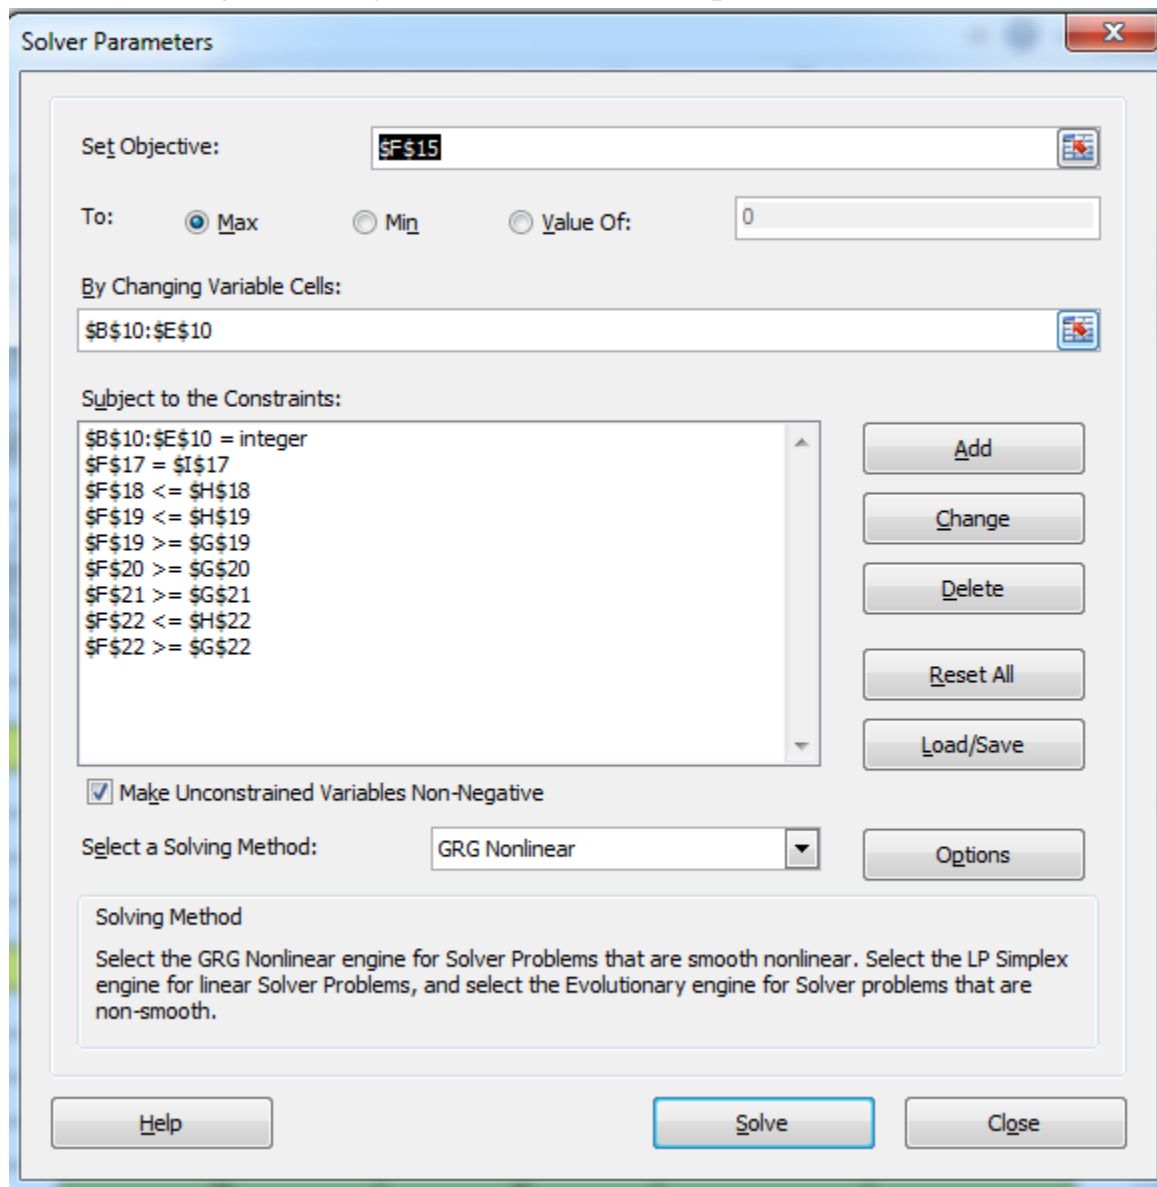 Solver Parameters
Set Objective:
$F$15
To:
Max
Min
Value Of:
0
By Changing Variable Cells:
$B$10:$E$10
Subject to the Constraints:
$B$10:$E$10 = integer
$F$17 = $I$17
$F$18 <= $H$18
$F$19 <= $H$19
$F$19 >= $G$19
$F$20 >= $G$20
$F$21 >= $G$21
$F$22 <= $H$22
$F$22 >= $G$22
Add
Change
Delete
Reset All
Load/Save
Make Unconstrained Variables Non-Negative
Select a Solving Method:
GRG Nonlinear
Options
Solving Method
Select the GRG Nonlinear engine for Solver Problems that are smooth nonlinear. Select the LP Simplex
engine for linear Solver Problems, and select the Evolutionary engine for Solver problems that are
non-smooth.
Help
Solve
Close